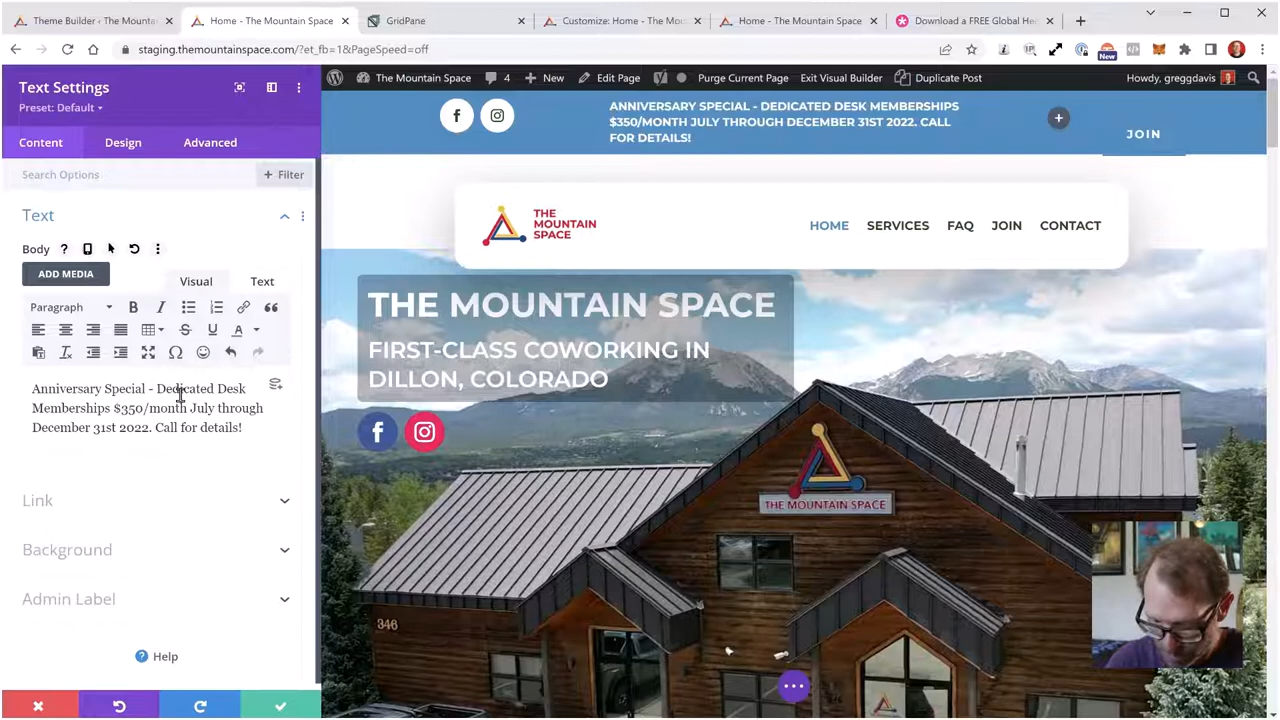 Theme Builder ‹ The Mountain
Home - The Mountain Space
GridPane
Customize: Home - The Mou
Home - The Mountain Space
Download a FREE Global He
staging.themountainspace.com/?et_fb=1&PageSpeed=off
New
Text Settings
Preset: Default
The Mountain Space
4
New
Edit Page
Purge Current Page
Exit Visual Builder
Duplicate Post
Howdy, greggdavis
Content
Design
Advanced
ANNIVERSARY SPECIAL - DEDICATED DESK MEMBERSHIPS
$350/MONTH JULY THROUGH DECEMBER 31ST 2022. CALL
FOR DETAILS!
JOIN
Search Options
+ Filter
Text
Body
ADD MEDIA
Visual
Text
Paragraph
Anniversary Special - Dedicated Desk
Memberships $350/month July through
December 31st 2022. Call for details!
Link
Background
Admin Label
Help
THE
MOUNTAIN
SPACE
HOME
SERVICES
FAQ
JOIN
CONTACT
THE MOUNTAIN SPACE
FIRST-CLASS COWORKING IN
DILLON, COLORADO
THE MOUNTAIN SPACE
346